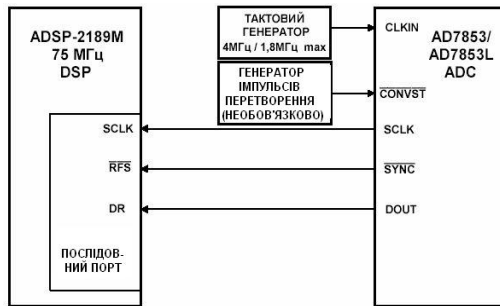 ADSP-2189M
75 МГц
DSP
ТАКТОВИЙ
ГЕНЕРАТОР
4МГц / 1,8МГц max
ГЕНЕРАТОР
ІМПУЛЬСІВ
ПЕРЕТВОРЕННЯ
(НЕОБОВ'ЯЗКОВО)
CLKIN
AD7853/
AD7853L
ADC
CONVST
SCLK
SCLK
RFS
SYNC
DR
DOUT
ПОСЛІДОВ-
НИЙ ПОРТ